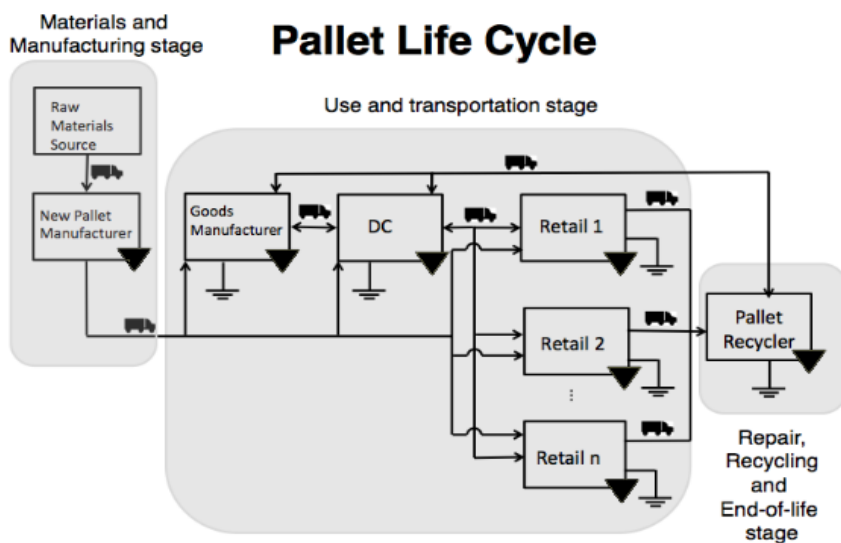 Materials and
Manufacturing stage
Pallet Life Cycle
Use and transportation stage
Raw
Materials
Source
New Pallet
Manufacturer
Goods
Manufacturer
DC
Retail 1
Retail 2
...
Retail n
Pallet
Recycler
Repair,
Recycling
and
End-of-life
stage